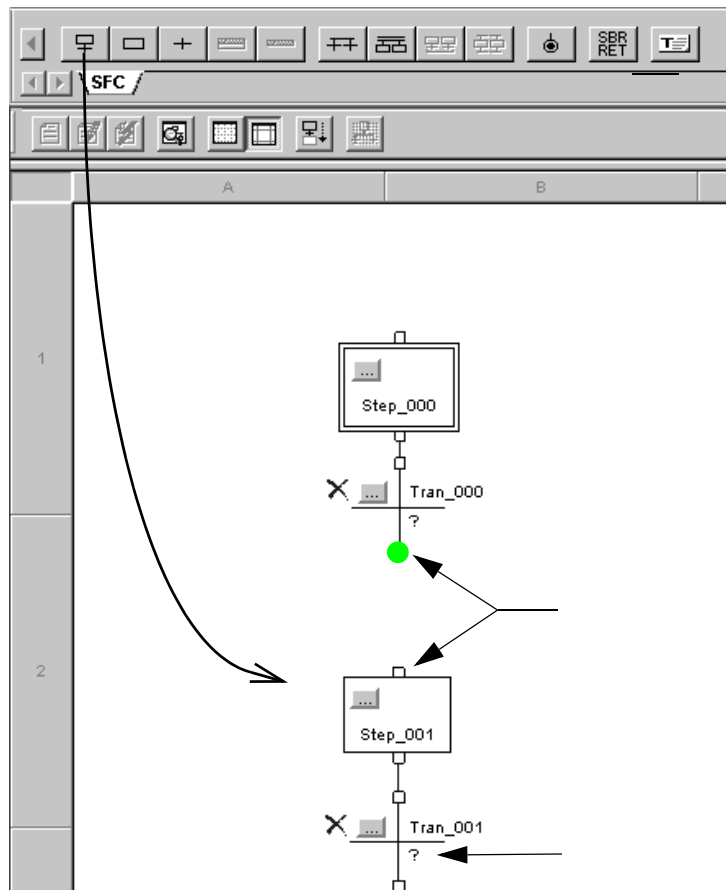 SBR
RET
T
SFC
A B
1
...
Step_000
... Tran_000
?
2
...
Step_001
... Tran_001
?